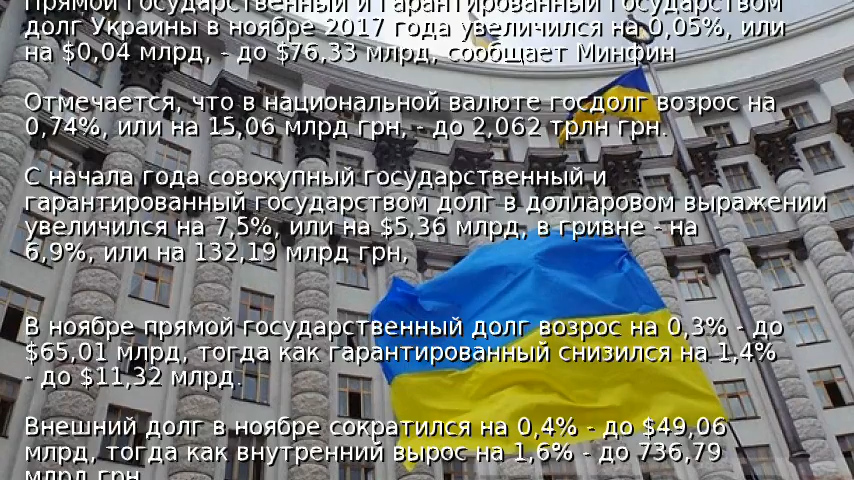 Прямой государственный и гарантированный государством
долг Украины в ноябре 2017 года увеличился на 0,05%, или
на $0,04 млрд, - до $76,33 млрд, сообщает Минфин
Отмечается, что в национальной валюте госдолг возрос на
0,74%, или на 15,06 млрд грн, - до 2,062 трлн грн.
С начала года совокупный государственный и
гарантированный государством долг в долларовом выражении
увеличился на 7,5%, или на $5,36 млрд, в гривне - на
6,9%, или на 132,19 млрд грн,
В ноябре прямой государственный долг возрос на 0,3% - до
$65,01 млрд, тогда как гарантированный снизился на 1,4%
- до $11,32 млрд.
Внешний долг в ноябре сократился на 0,4% - до $49,06
млрд, тогда как внутренний вырос на 1,6% - до 736,79
млрд грн